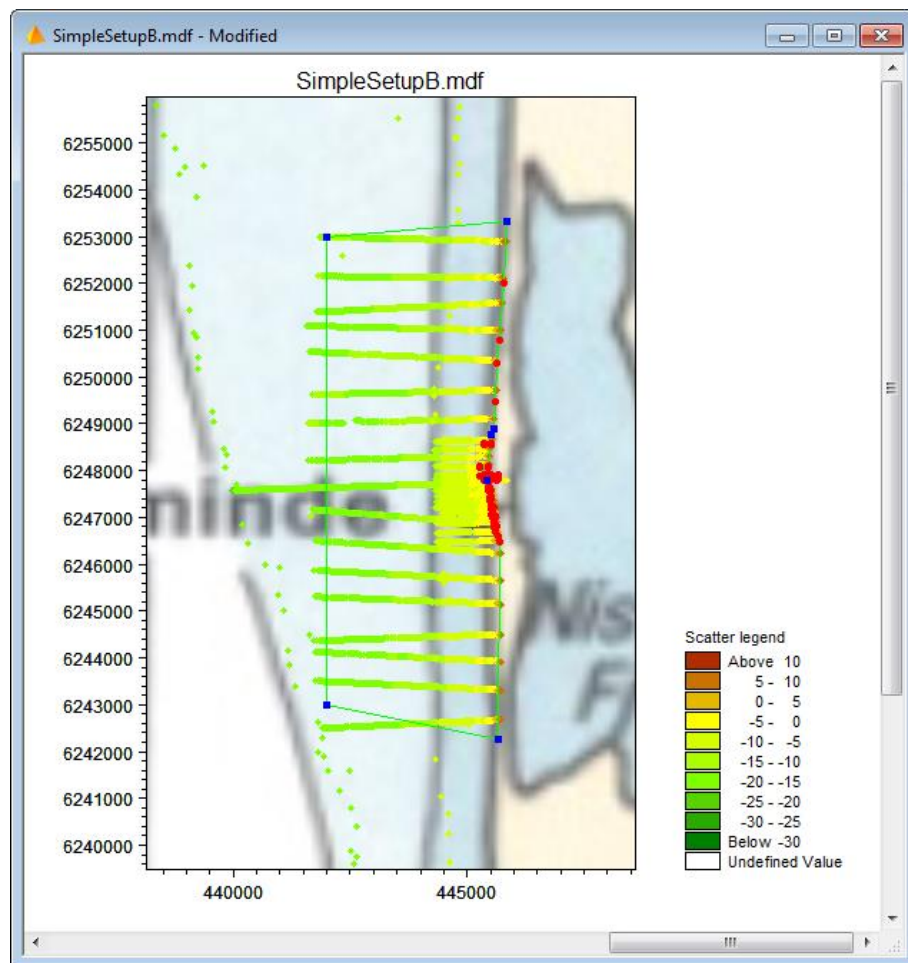 SimpleSetupB.mdf - Modified
SimpleSetupB.mdf
6255000
6254000
6253000
6252000
6251000
6250000
6249000
6248000
6247000
6246000
6245000
6244000
6243000
6242000
6241000
6240000
440000
445000
ninde
Nis
F
Scatter legend
Above 10
5 - 10
0 - 5
-5 - 0
-10 - -5
-15 - -10
-20 - -15
-25 - -20
-30 - -25
Below -30
Undefined Value